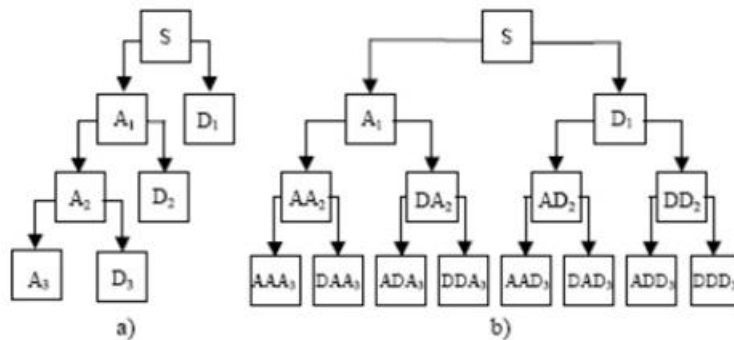 S S
A₁ D₁ A₁ D₁
A₂ D₂ AA₂ DA₂ AD₂ DD₂
A₃ D₃ AAA₃ DAA₃ ADA₃ DDA₃ AAD₃ DAD₃ ADD₃ DDD₃
a) b)